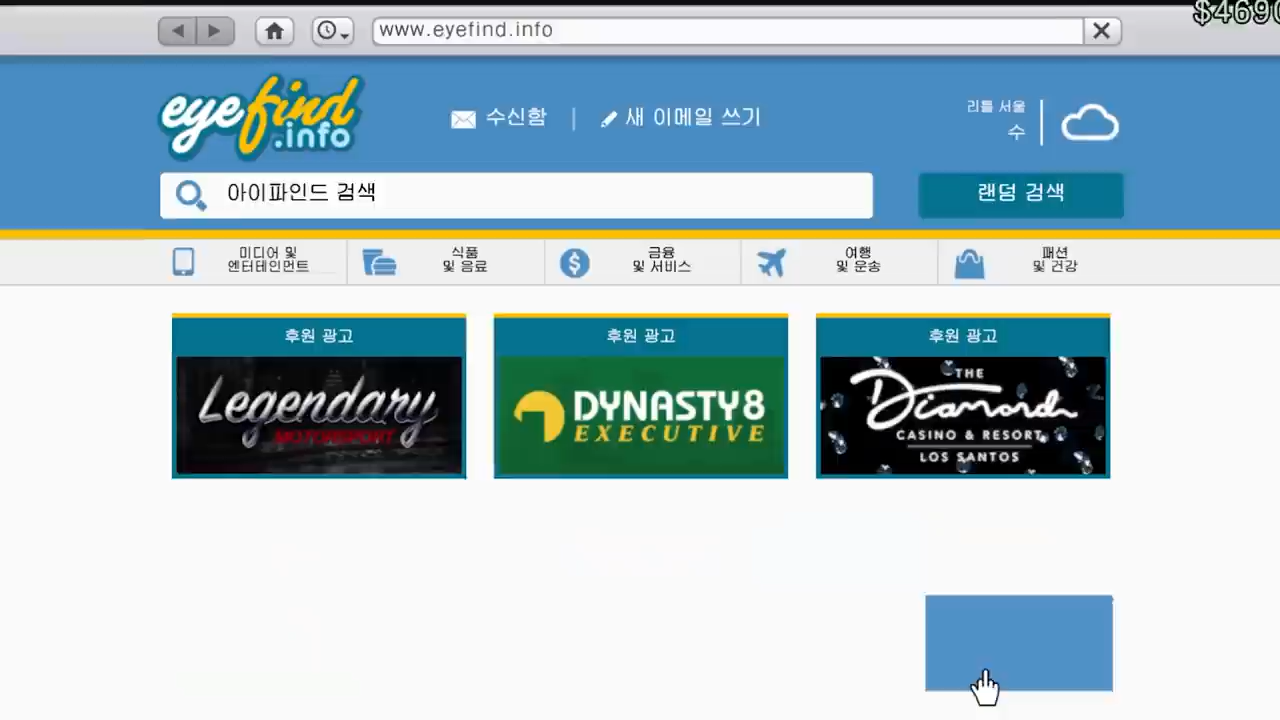 $4690
www.eyefind.info
eyefind.info
수신함
새 이메일 쓰기
리틀 서울
수
아이파인드 검색
랜덤 검색
미디어 및
엔터테인먼트
식품
및 음료
금융
및 서비스
여행
및 운송
패션
및 건강
후원 광고
Legendary
MOTORSPORT
후원 광고
DYNASTY8
EXECUTIVE
후원 광고
THE
Diamond
CASINO & RESORT
LOS SANTOS